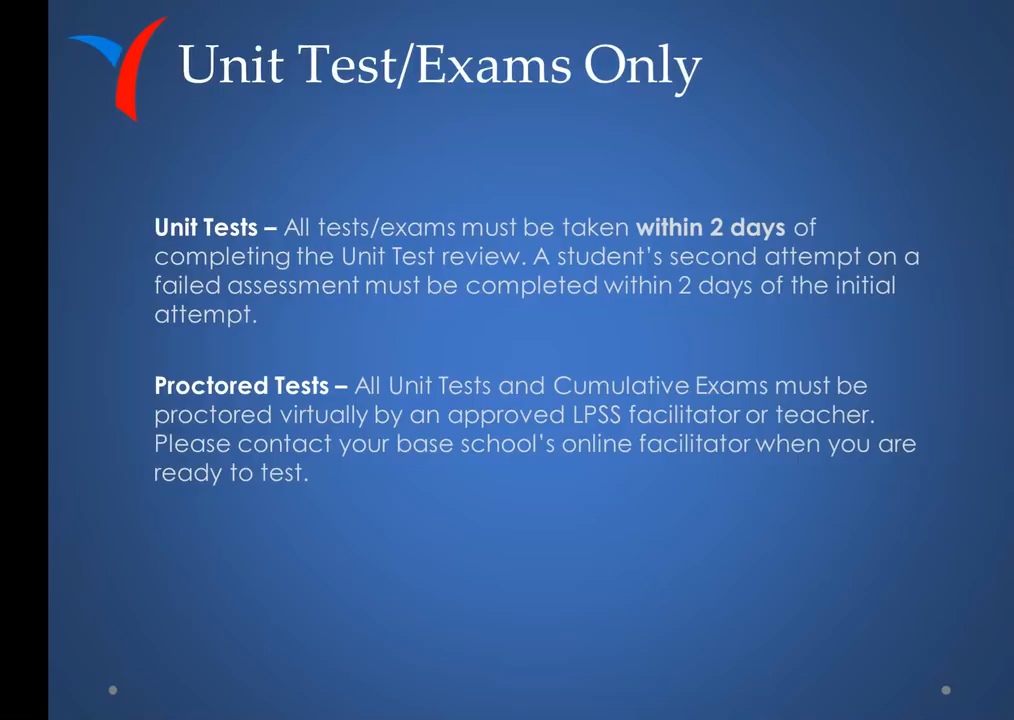 Unit Test/Exams Only
Unit Tests – All tests/exams must be taken within 2 days of
completing the Unit Test review. A student’s second attempt on a
failed assessment must be completed within 2 days of the initial
attempt.
Proctored Tests – All Unit Tests and Cumulative Exams must be
proctored virtually by an approved LPSS facilitator or teacher.
Please contact your base school’s online facilitator when you are
ready to test.